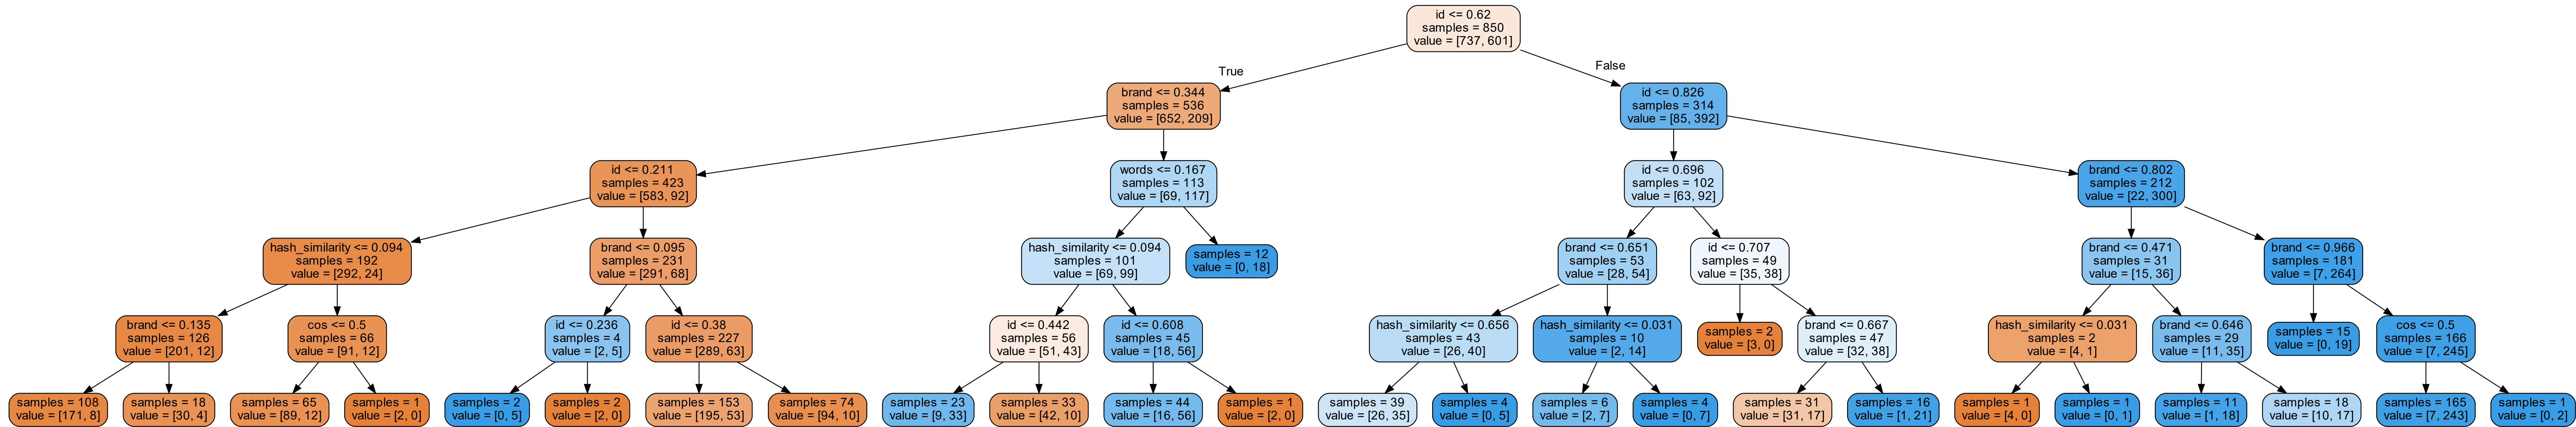 id <= 0.62
samples = 850
value = [737, 601]
True
False
brand <= 0.344
samples = 536
value = [652, 209]
id <= 0.826
samples = 314
value = [85, 392]
id <= 0.211
samples = 423
value = [583, 92]
words <= 0.167
samples = 113
value = [69, 117]
id <= 0.696
samples = 102
value = [63, 92]
brand <= 0.802
samples = 212
value = [22, 300]
hash_similarity <= 0.094
samples = 192
value = [292, 24]
brand <= 0.095
samples = 231
value = [291, 68]
hash_similarity <= 0.094
samples = 101
value = [69, 99]
samples = 12
value = [0, 18]
brand <= 0.651
samples = 53
value = [28, 54]
id <= 0.707
samples = 49
value = [35, 38]
brand <= 0.471
samples = 31
value = [15, 36]
brand <= 0.966
samples = 181
value = [7, 264]
brand <= 0.135
samples = 126
value = [201, 12]
cos <= 0.5
samples = 66
value = [91, 12]
id <= 0.236
samples = 4
value = [2, 5]
id <= 0.38
samples = 227
value = [289, 63]
id <= 0.442
samples = 56
value = [51, 43]
id <= 0.608
samples = 45
value = [18, 56]
hash_similarity <= 0.656
samples = 43
value = [26, 40]
hash_similarity <= 0.031
samples = 10
value = [2, 14]
samples = 2
value = [3, 0]
brand <= 0.667
samples = 47
value = [32, 38]
hash_similarity <= 0.031
samples = 2
value = [4, 1]
brand <= 0.646
samples = 29
value = [11, 35]
samples = 15
value = [0, 19]
cos <= 0.5
samples = 166
value = [7, 245]
samples = 108
value = [171, 8]
samples = 18
value = [30, 4]
samples = 65
value = [89, 12]
samples = 1
value = [2, 0]
samples = 2
value = [0, 5]
samples = 2
value = [2, 0]
samples = 153
value = [195, 53]
samples = 74
value = [94, 10]
samples = 23
value = [9, 33]
samples = 33
value = [42, 10]
samples = 44
value = [16, 56]
samples = 1
value = [2, 0]
samples = 39
value = [26, 35]
samples = 4
value = [0, 5]
samples = 6
value = [2, 7]
samples = 4
value = [0, 7]
samples = 31
value = [31, 17]
samples = 16
value = [1, 21]
samples = 1
value = [4, 0]
samples = 1
value = [0, 1]
samples = 11
value = [1, 18]
samples = 18
value = [10, 17]
samples = 165
value = [7, 243]
samples = 1
value = [0, 2]